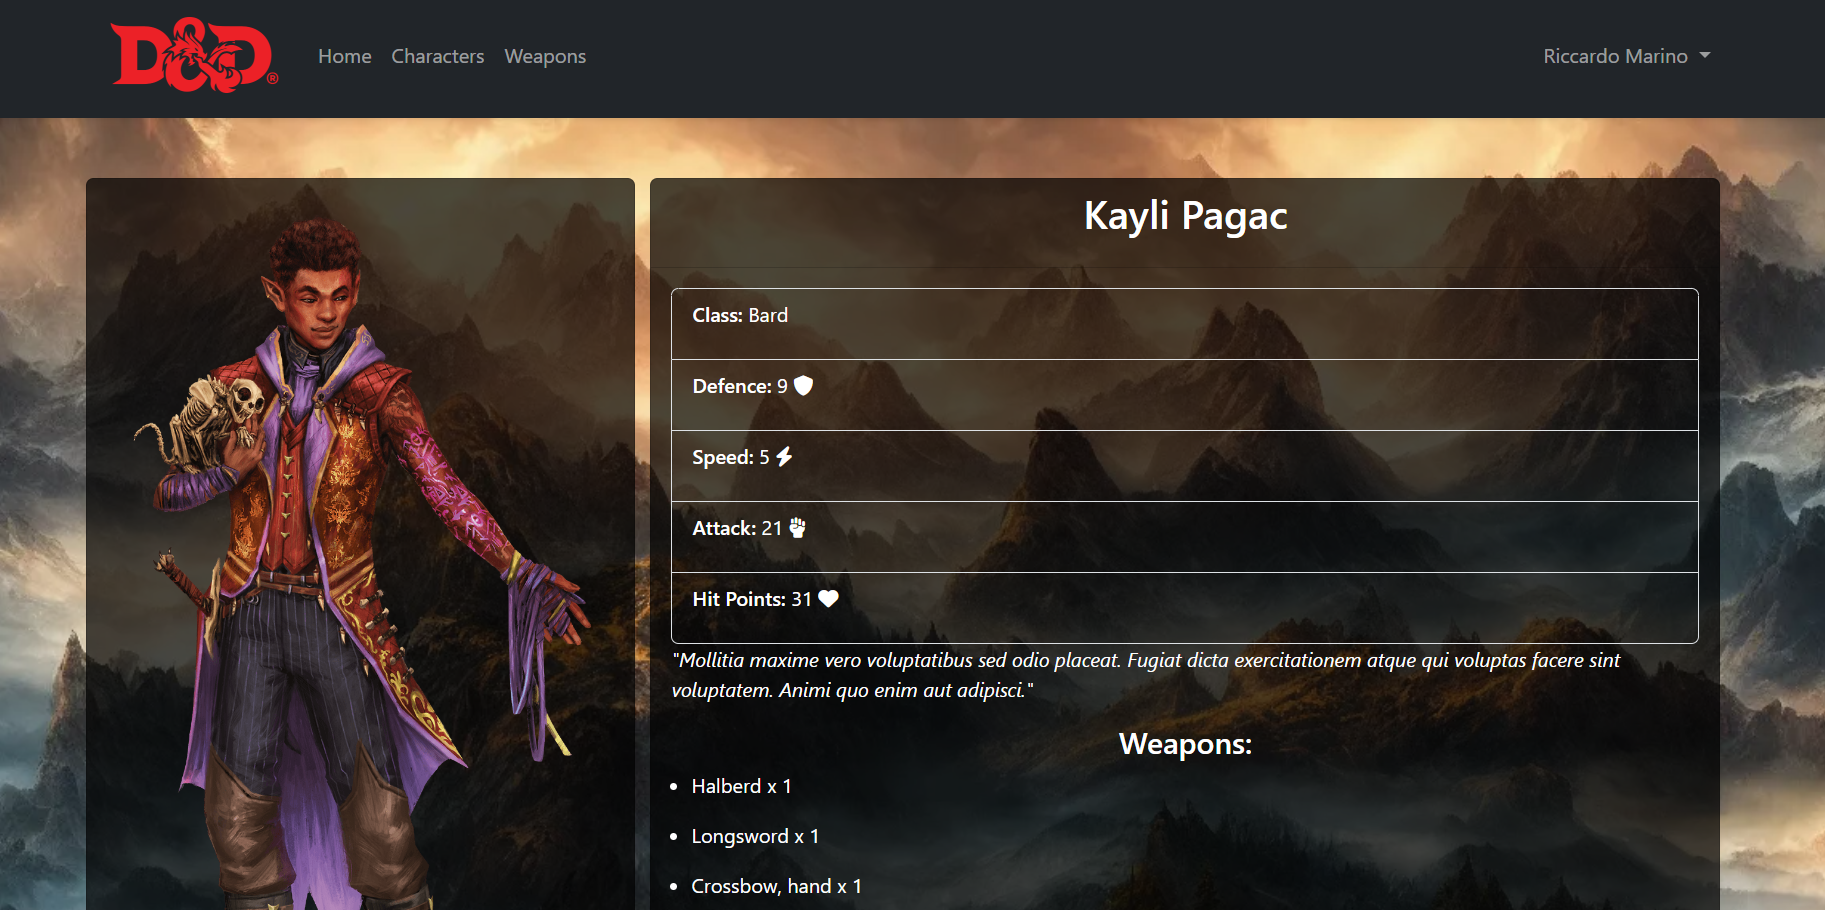 D&D®
Home Characters Weapons
Riccardo Marino
Kayli Pagac
Class: Bard
Defence: 9
Speed: 5
Attack: 21
Hit Points: 31
"Mollitia maxime vero voluptatibus sed odio placeat. Fugiat dicta exercitationem atque qui voluptas facere sint
voluptatem. Animi quo enim aut adipisci."
Weapons:
• Halberd x 1
• Longsword x 1
• Crossbow, hand x 1